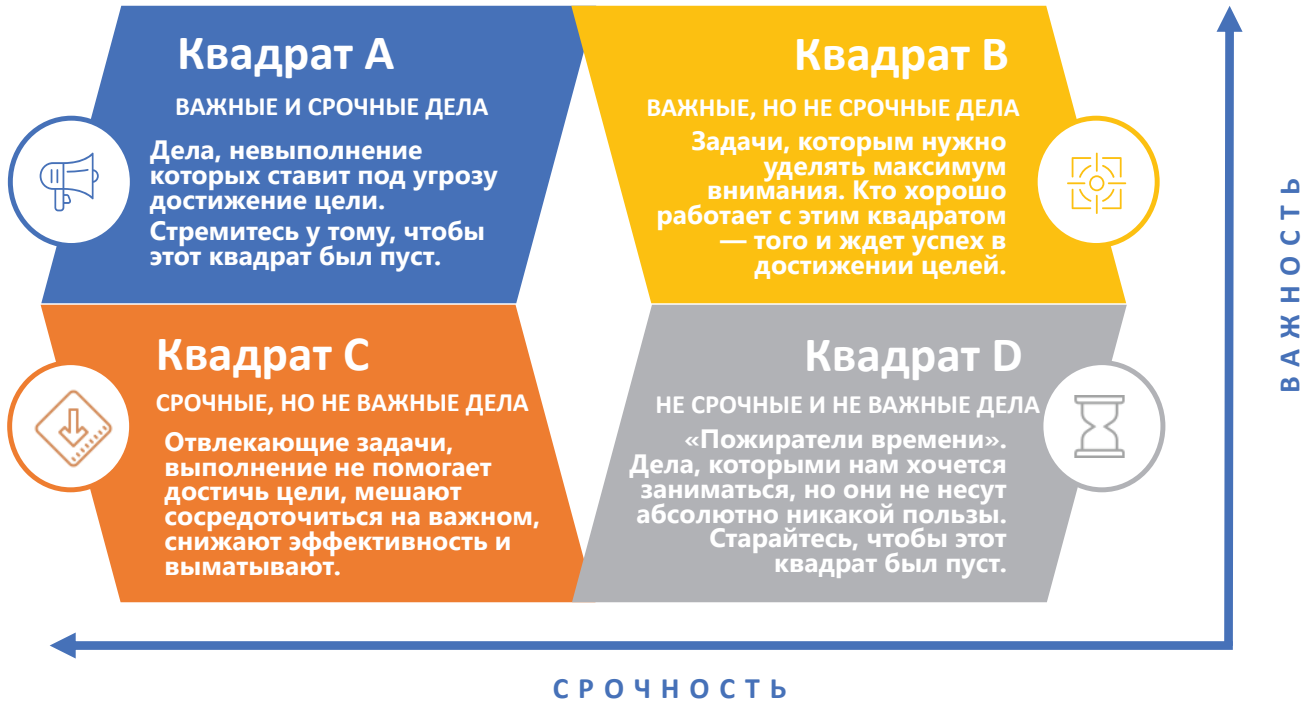 Квадрат A
ВАЖНЫЕ И СРОЧНЫЕ ДЕЛА
Дела, невыполнение
которых ставит под угрозу
достижение цели.
Стремитесь у тому, чтобы
этот квадрат был пуст.
Квадрат B
ВАЖНЫЕ, НО НЕ СРОЧНЫЕ ДЕЛА
Задачи, которым нужно
уделять максимум
внимания. Кто хорошо
работает с этим квадратом
— того и ждет успех в
достижении целей.
Квадрат C
СРОЧНЫЕ, НО НЕ ВАЖНЫЕ ДЕЛА
Отвлекающие задачи,
выполнение не помогает
достичь цели, мешают
сосредоточиться на важном,
снижают эффективность и
выматывают.
Квадрат D
НЕ СРОЧНЫЕ И НЕ ВАЖНЫЕ ДЕЛА
«Пожиратели времени».
Дела, которыми нам хочется
заниматься, но они не несут
абсолютно никакой пользы.
Старайтесь, чтобы этот
квадрат был пуст.
ВАЖНОСТЬ
СРОЧНОСТЬ